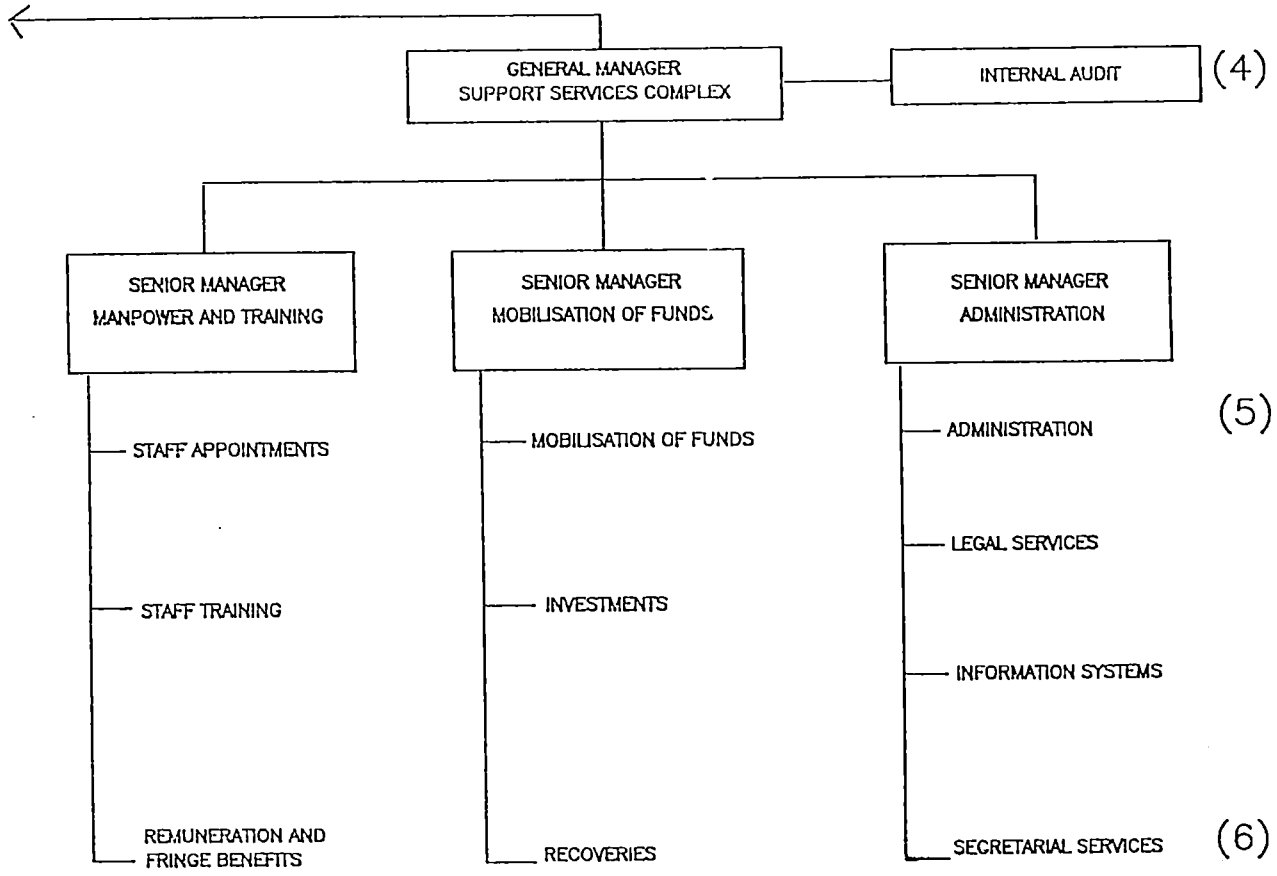 GENERAL MANAGER
SUPPORT SERVICES COMPLEX
INTERNAL AUDIT
(4)
SENIOR MANAGER
MANPOWER AND TRAINING
SENIOR MANAGER
MOBILISATION OF FUNDS
SENIOR MANAGER
ADMINISTRATION
(5)
STAFF APPOINTMENTS
STAFF TRAINING
REMUNERATION AND
FRINGE BENEFITS
MOBILISATION OF FUNDS
INVESTMENTS
RECOVERIES
ADMINISTRATION
LEGAL SERVICES
INFORMATION SYSTEMS
SECRETARIAL SERVICES
(6)